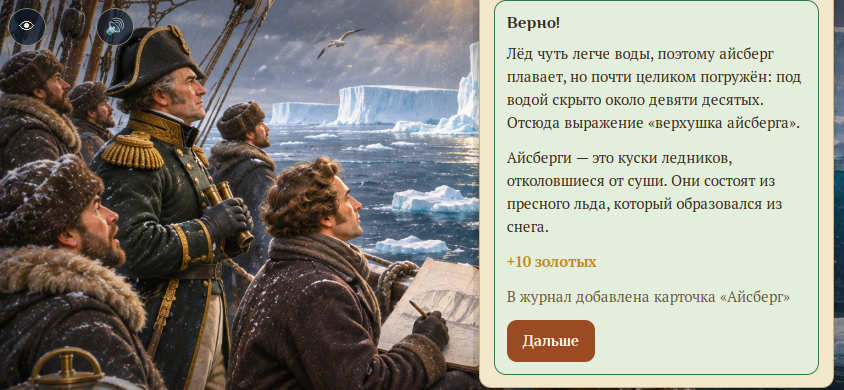 Верно!
Лёд чуть легче воды, поэтому айсберг
плавает, но почти целиком погружён: под
водой скрыто около девяти десятых.
Отсюда выражение «верхушка айсберга».
Айсберги — это куски ледников,
отколовшиеся от суши. Они состоят из
пресного льда, который образовался из
снега.
+10 золотых
В журнал добавлена карточка «Айсберг»
Дальше